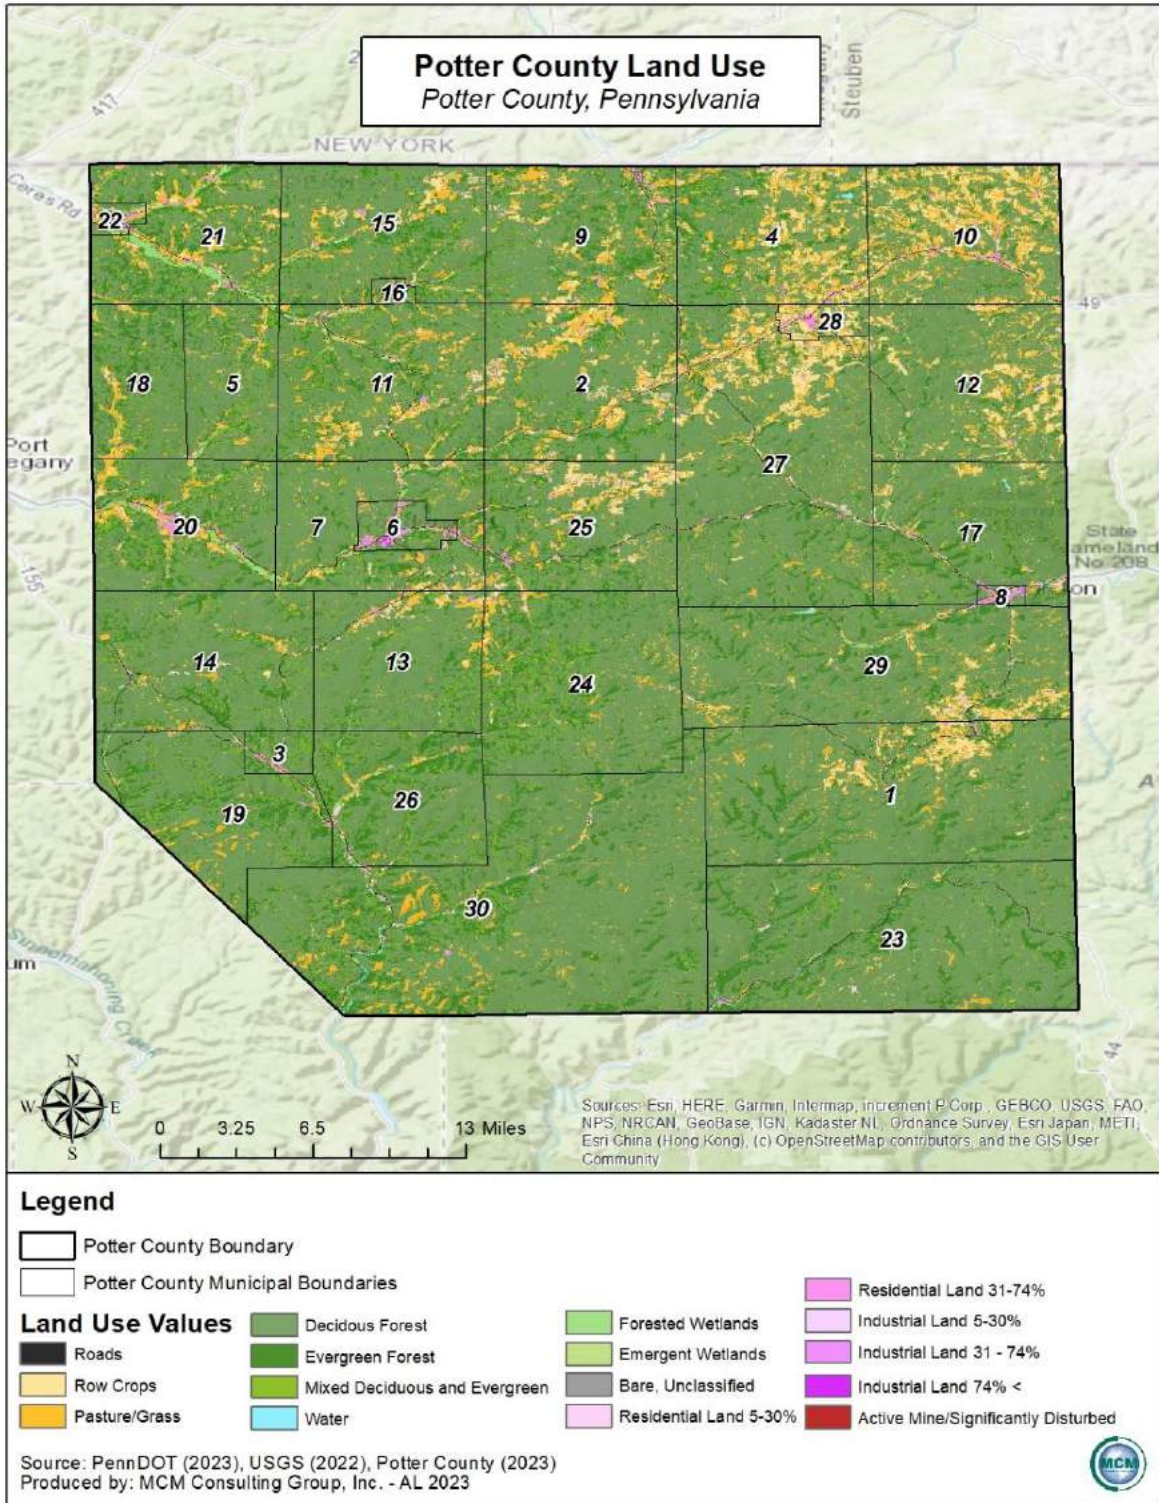 Potter County Land Use
Potter County, Pennsylvania
Steuben
417
NEW YORK
Ceres Rd
22
21
15
9
4
10
16
28
49
18
5
11
2
12
Port
egany
27
20
7
6
25
17
State
ameland
No 208
8
on
155
14
13
24
29
3
26
19
1
30
23
Sinnemahoning Creek
um
44
N
W
E
S
0 3.25 6.5 13 Miles
Sources: Esri, HERE, Garmin, Intermap, increment P Corp., GEBCO, USGS, FAO,
NPS, NRCAN, GeoBase, IGN, Kadaster NL, Ordnance Survey, Esri Japan, METI,
Esri China (Hong Kong), (c) OpenStreetMap contributors, and the GIS User
Community
Legend
Potter County Boundary
Potter County Municipal Boundaries
Land Use Values
Roads
Row Crops
Pasture/Grass
Decidous Forest
Evergreen Forest
Mixed Deciduous and Evergreen
Water
Forested Wetlands
Emergent Wetlands
Bare, Unclassified
Residential Land 5-30%
Residential Land 31-74%
Industrial Land 5-30%
Industrial Land 31 - 74%
Industrial Land 74% <
Active Mine/Significantly Disturbed
Source: PennDOT (2023), USGS (2022), Potter County (2023)
Produced by: MCM Consulting Group, Inc. - AL 2023
MCM